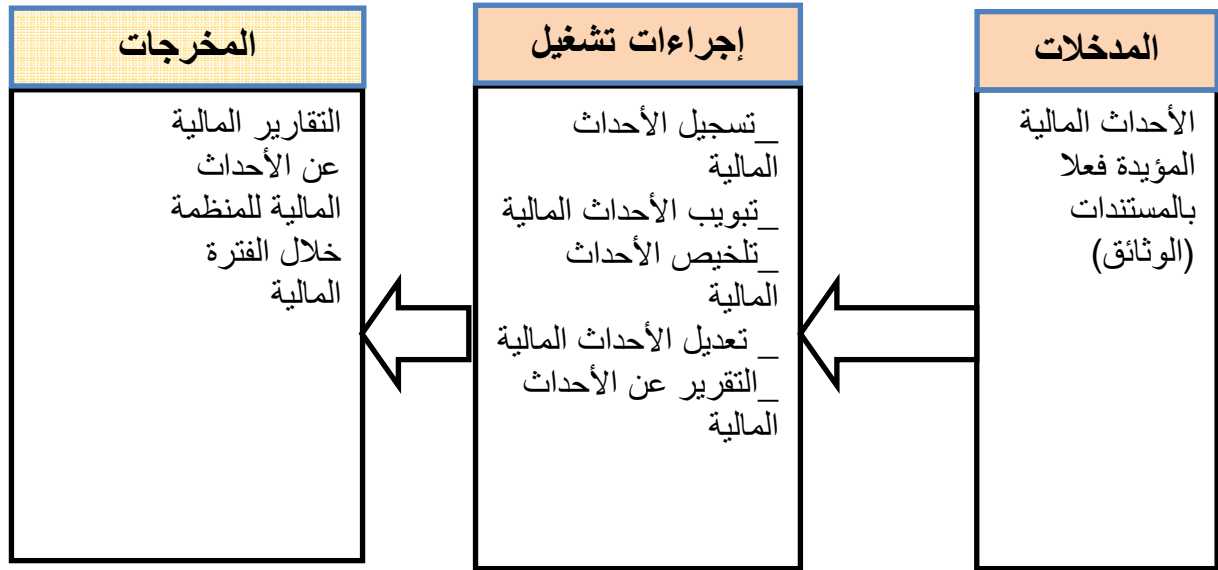 المدخلات
الأحداث المالية
المؤيدة فعلا
بالمستندات
(الوثائق)
إجراءات تشغيل
_تسجيل الأحداث
المالية
_تبويب الأحداث المالية
_تلخيص الأحداث
المالية
_ تعديل الأحداث المالية
_التقرير عن الأحداث
المالية
المخرجات
التقارير المالية
عن الأحداث
المالية للمنظمة
خلال الفترة
المالية